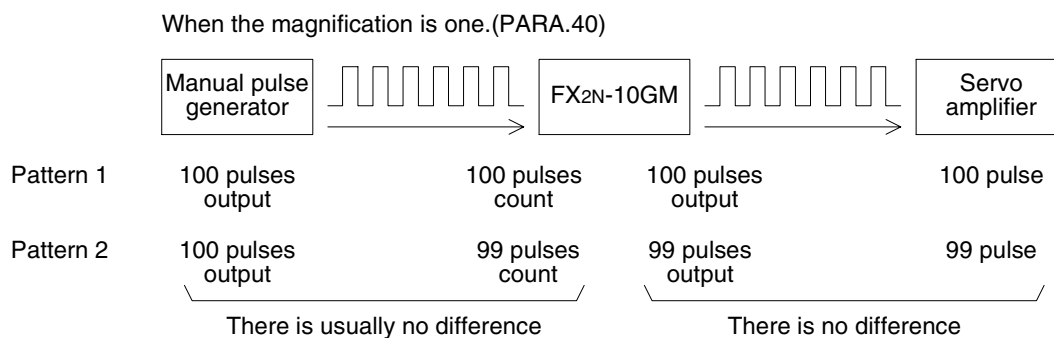 When the magnification is one.(PARA.40)
Manual pulse
generator
FX2N-10GM
Servo
amplifier
Pattern 1
100 pulses
output
100 pulses
count
100 pulses
output
100 pulse
Pattern 2
100 pulses
output
99 pulses
count
99 pulses
output
99 pulse
There is usually no difference
There is no difference